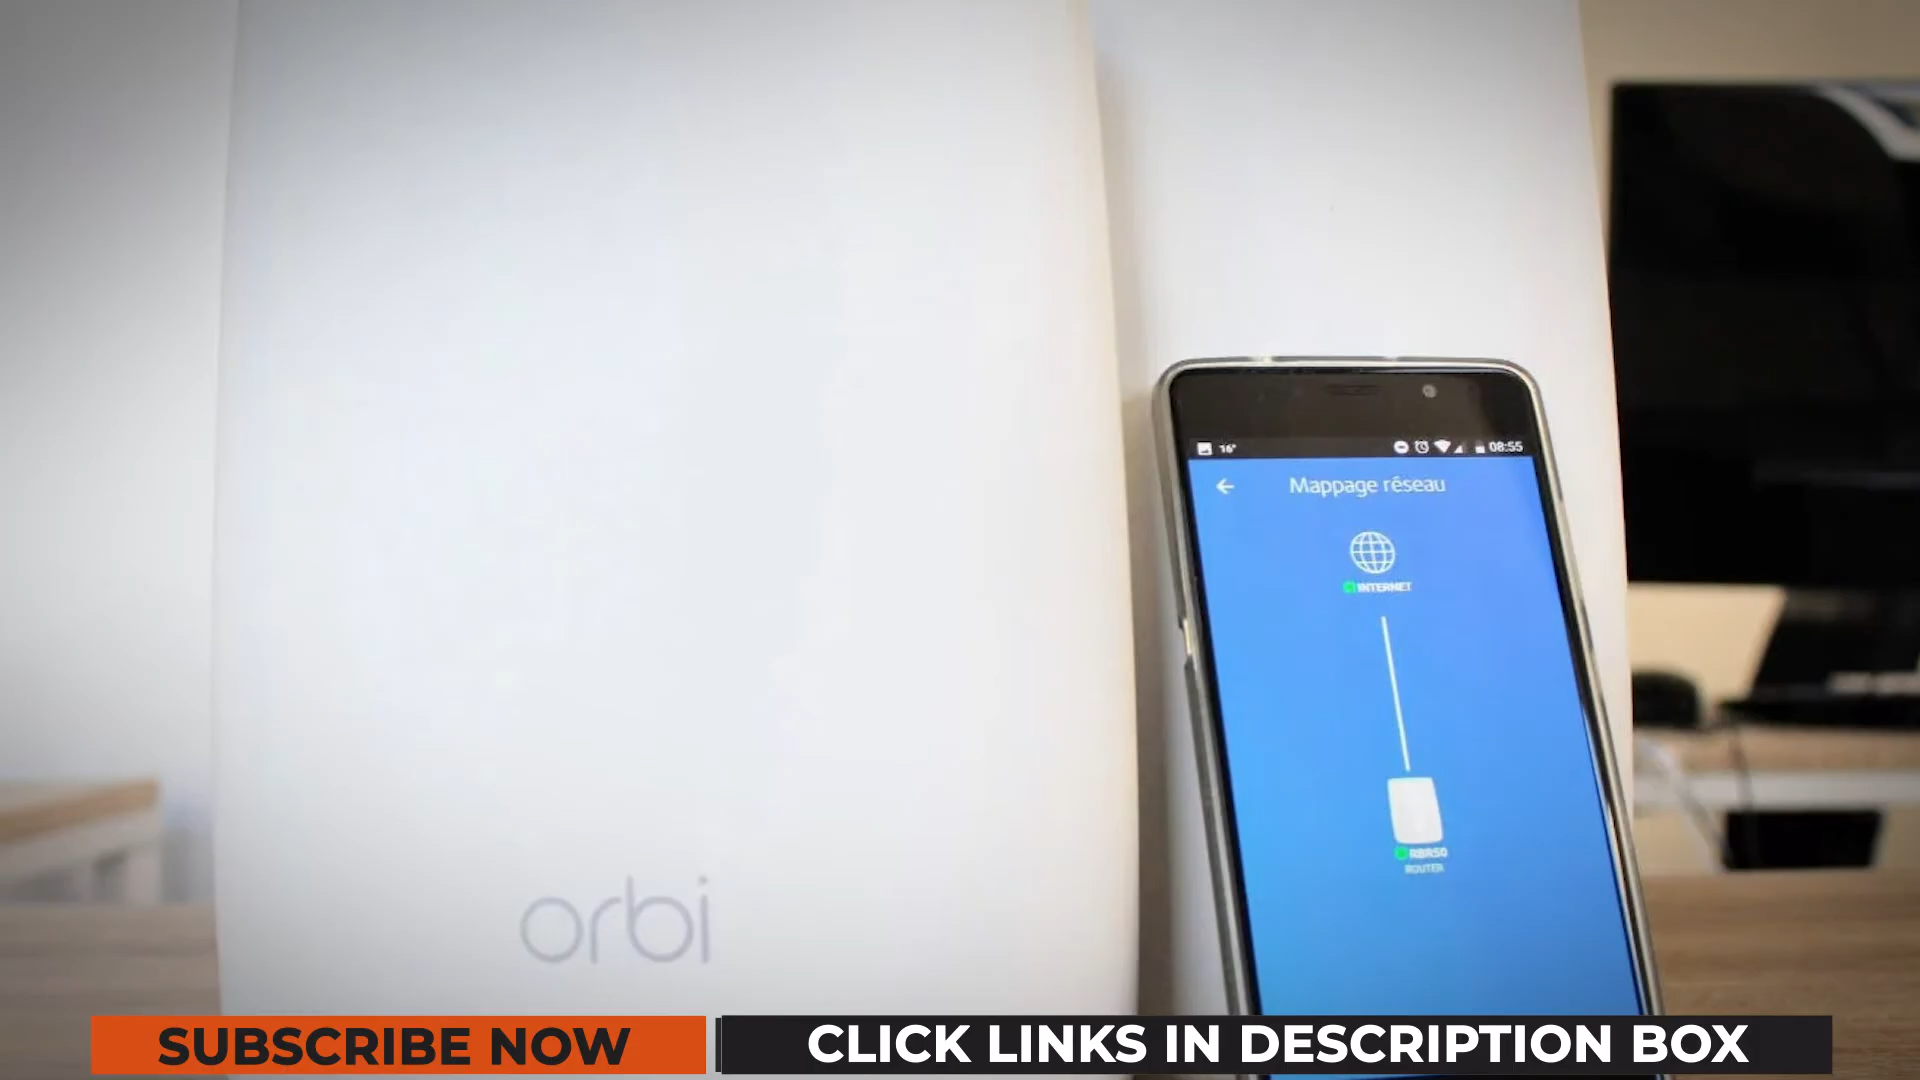 16°
08:55
Mappage réseau
INTERNET
RBR50
ROUTER
orbi
SUBSCRIBE NOW
CLICK LINKS IN DESCRIPTION BOX